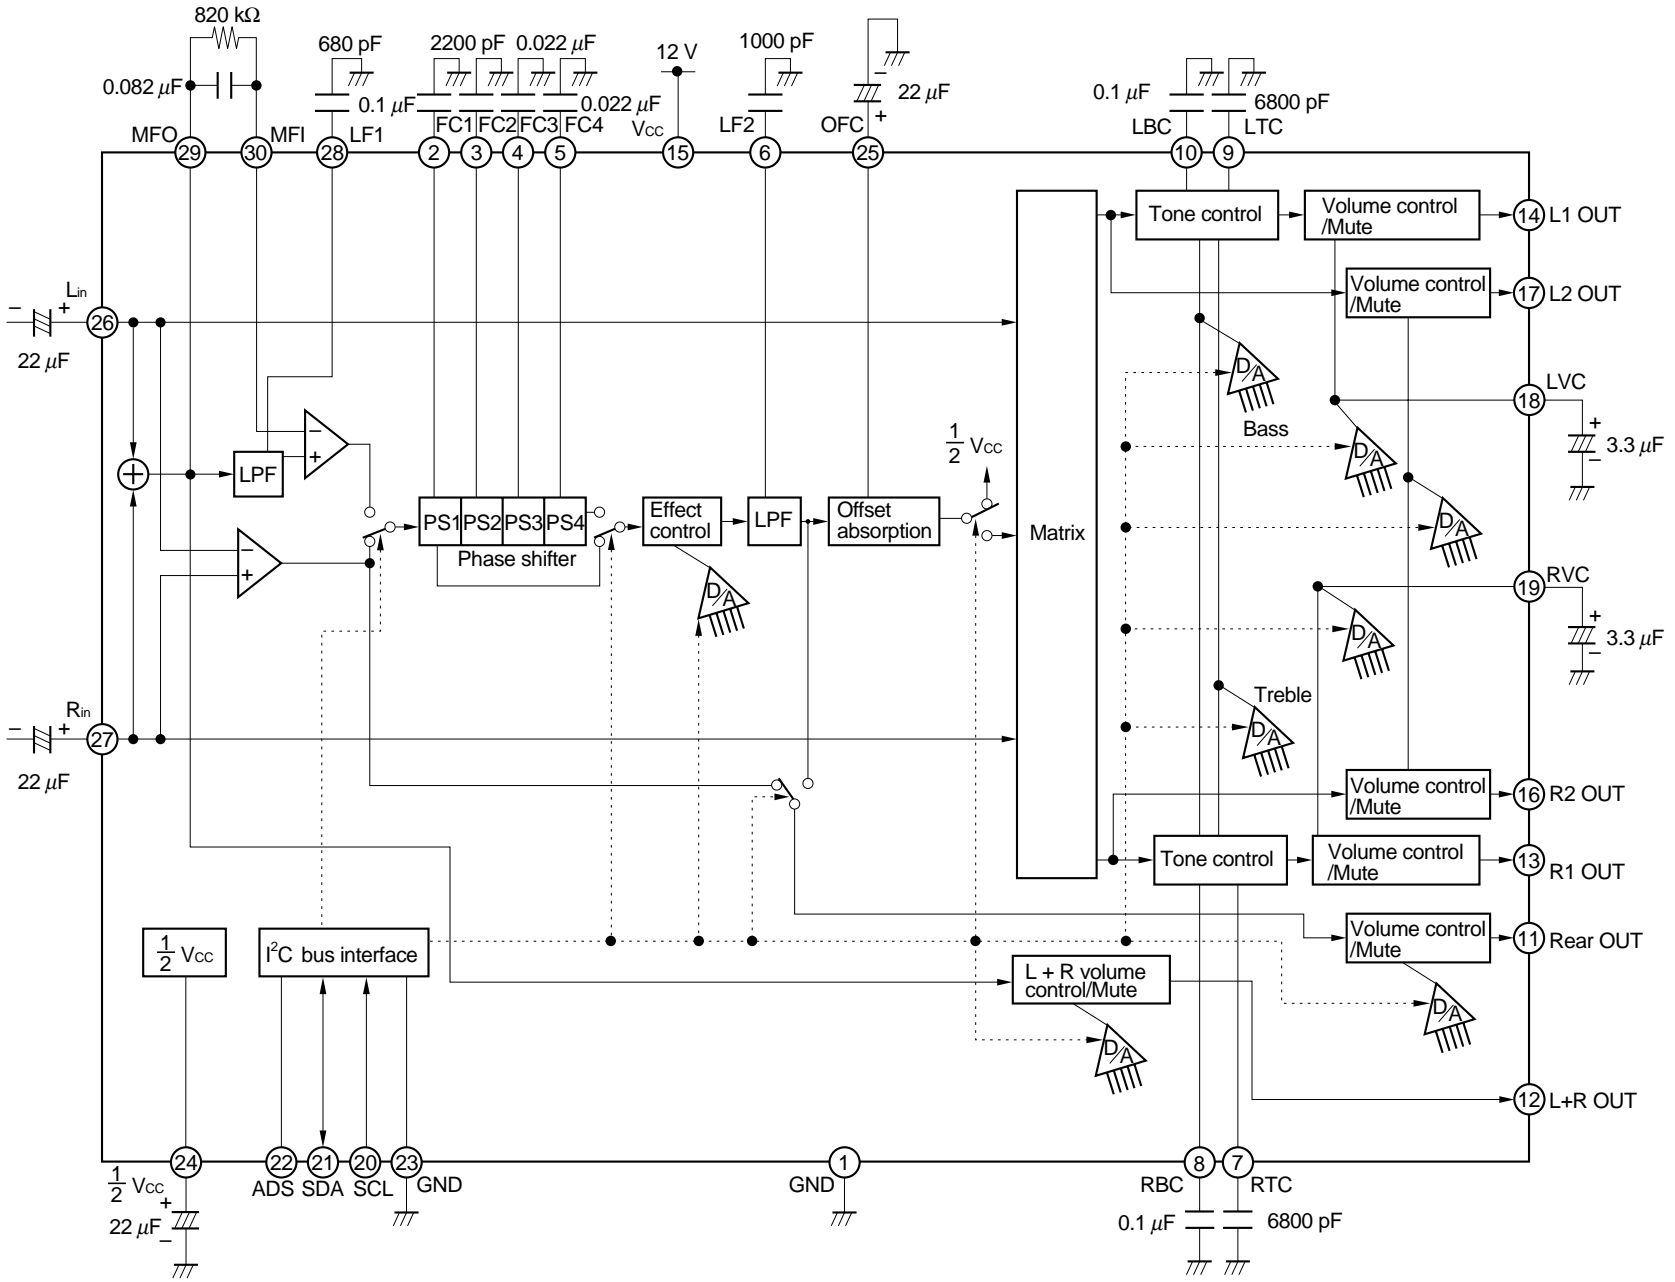 820 kΩ
680 pF
2200 pF
0.022 µF
12 V
1000 pF
0.082 µF
0.1 µF
0.022 µF
22 µF
0.1 µF
6800 pF
MFO
MFI
LF1
FC1
FC2
FC3
FC4
VCC
LF2
OFC
−
+
LBC
LTC
29
30
28
2
3
4
5
15
6
25
10
9
Tone control
Volume control
/Mute
14
L1 OUT
Volume control
/Mute
17
L2 OUT
Lin
−
+
26
22 µF
D/A
Bass
LVC
18
+
−
3.3 µF
D/A
−
+
+
LPF
1/2 VCC
D/A
PS1
PS2
PS3
PS4
Phase shifter
Effect
control
LPF
Offset
absorption
Matrix
−
+
D/A
RVC
19
+
−
3.3 µF
D/A
Treble
D/A
Rin
−
+
27
22 µF
Volume control
/Mute
16
R2 OUT
Tone control
Volume control
/Mute
13
R1 OUT
Volume control
/Mute
11
Rear OUT
1/2 VCC
I²C bus interface
L + R volume
control/Mute
D/A
D/A
12
L+R OUT
24
22
21
20
23
1
8
7
1/2 VCC
ADS
SDA
SCL
GND
GND
RBC
RTC
+
−
22 µF
0.1 µF
6800 pF